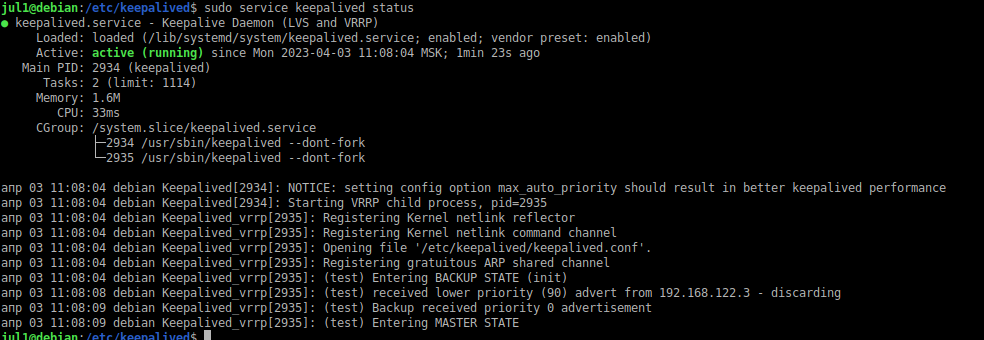 jul1@debian:/etc/keepalived$ sudo service keepalived status
● keepalived.service - Keepalive Daemon (LVS and VRRP)
     Loaded: loaded (/lib/systemd/system/keepalived.service; enabled; vendor preset: enabled)
     Active: active (running) since Mon 2023-04-03 11:08:04 MSK; 1min 23s ago
   Main PID: 2934 (keepalived)
      Tasks: 2 (limit: 1114)
     Memory: 1.6M
        CPU: 33ms
     CGroup: /system.slice/keepalived.service
             ├─2934 /usr/sbin/keepalived --dont-fork
             └─2935 /usr/sbin/keepalived --dont-fork

апр 03 11:08:04 debian Keepalived[2934]: NOTICE: setting config option max_auto_priority should result in better keepalived performance
апр 03 11:08:04 debian Keepalived[2934]: Starting VRRP child process, pid=2935
апр 03 11:08:04 debian Keepalived_vrrp[2935]: Registering Kernel netlink reflector
апр 03 11:08:04 debian Keepalived_vrrp[2935]: Registering Kernel netlink command channel
апр 03 11:08:04 debian Keepalived_vrrp[2935]: Opening file '/etc/keepalived/keepalived.conf'.
апр 03 11:08:04 debian Keepalived_vrrp[2935]: Registering gratuitous ARP shared channel
апр 03 11:08:04 debian Keepalived_vrrp[2935]: (test) Entering BACKUP STATE (init)
апр 03 11:08:08 debian Keepalived_vrrp[2935]: (test) received lower priority (90) advert from 192.168.122.3 - discarding
апр 03 11:08:09 debian Keepalived_vrrp[2935]: (test) Backup received priority 0 advertisement
апр 03 11:08:09 debian Keepalived_vrrp[2935]: (test) Entering MASTER STATE
jul1@debian:/etc/keepalived$